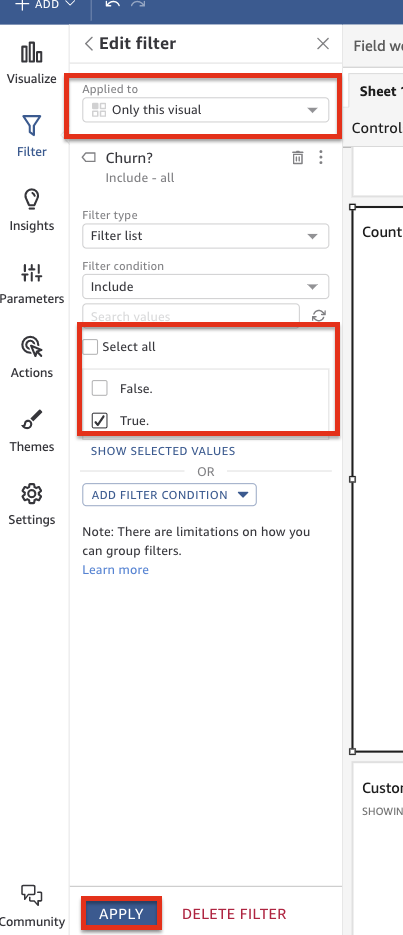 ADD
Visualize
Filter
Insights
Parameters
Actions
Themes
Settings
Community
Edit filter
Applied to
Only this visual
Churn?
Include - all
Filter type
Filter list
Filter condition
Include
Search values
Select all
False.
True.
SHOW SELECTED VALUES
OR
ADD FILTER CONDITION
Note: There are limitations on how you
can group filters.
Learn more
APPLY
DELETE FILTER
Field we
Sheet 1
Control
Count
Custor
SHOWIN